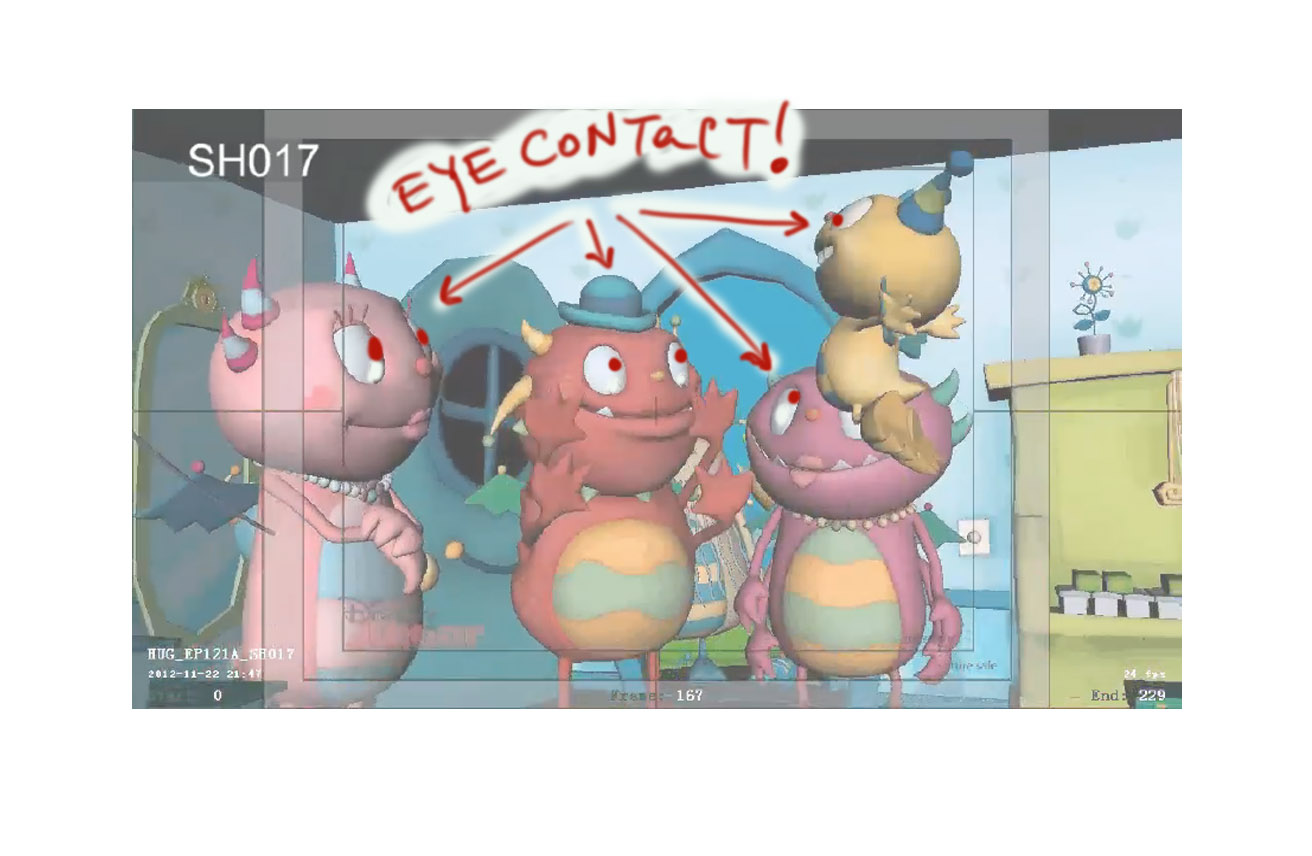 EYE CONTaCT!
SH017
HUG_EP121A_SH017
2012-11-22 21:47
0
Frame: 167
24 fps
End: 229